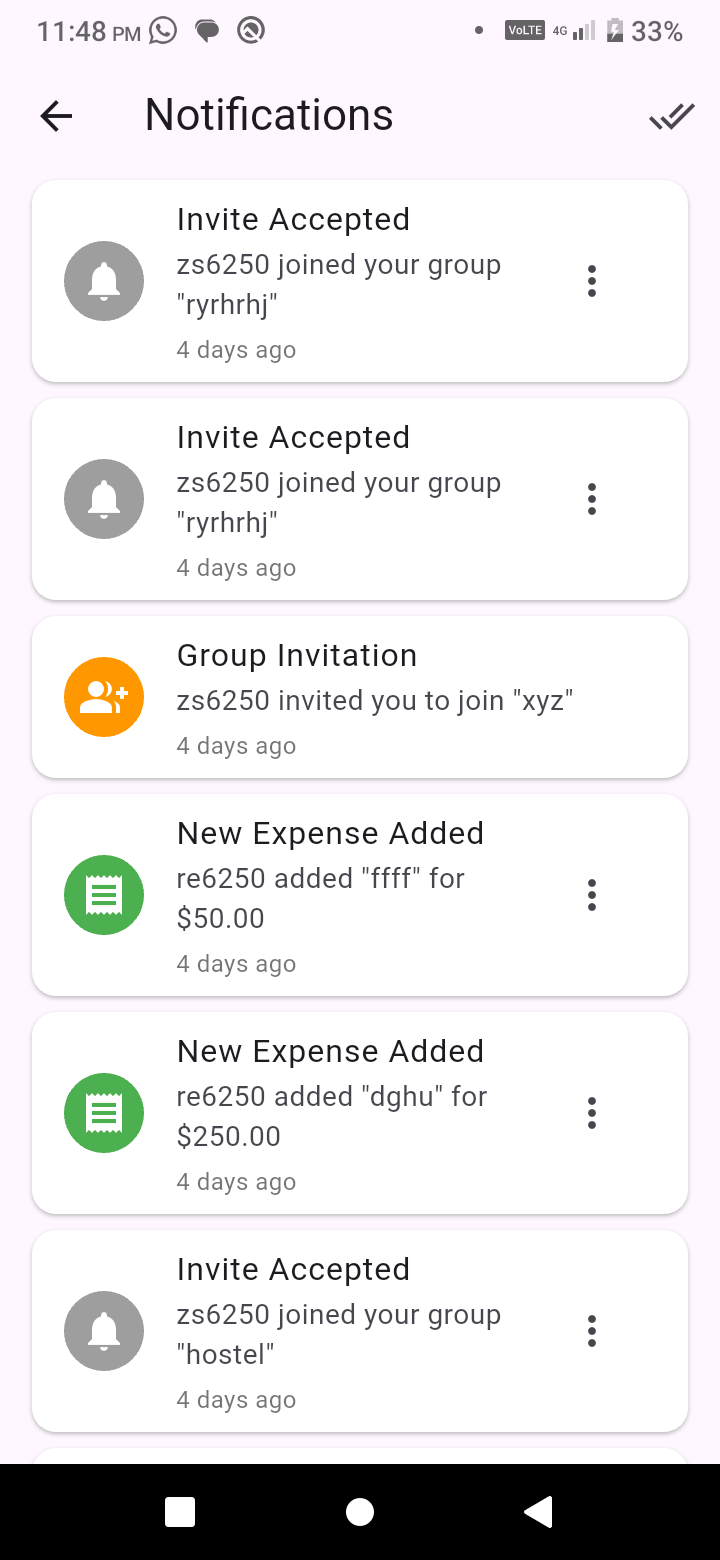 11:48 PM VoLTE 4G 33%
Notifications
Invite Accepted
zs6250 joined your group
"ryrhrhj"
4 days ago
Invite Accepted
zs6250 joined your group
"ryrhrhj"
4 days ago
Group Invitation
zs6250 invited you to join "xyz"
4 days ago
New Expense Added
re6250 added "ffff" for
$50.00
4 days ago
New Expense Added
re6250 added "dghu" for
$250.00
4 days ago
Invite Accepted
zs6250 joined your group
"hostel"
4 days ago